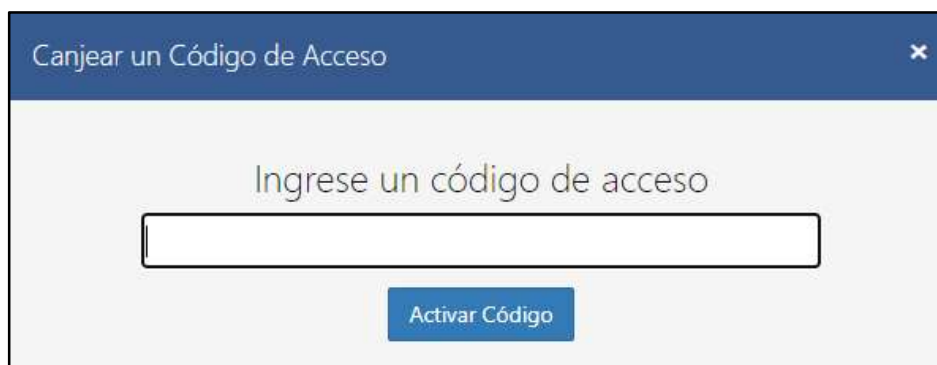 Canjear un Código de Acceso
Ingrese un código de acceso
Activar Código